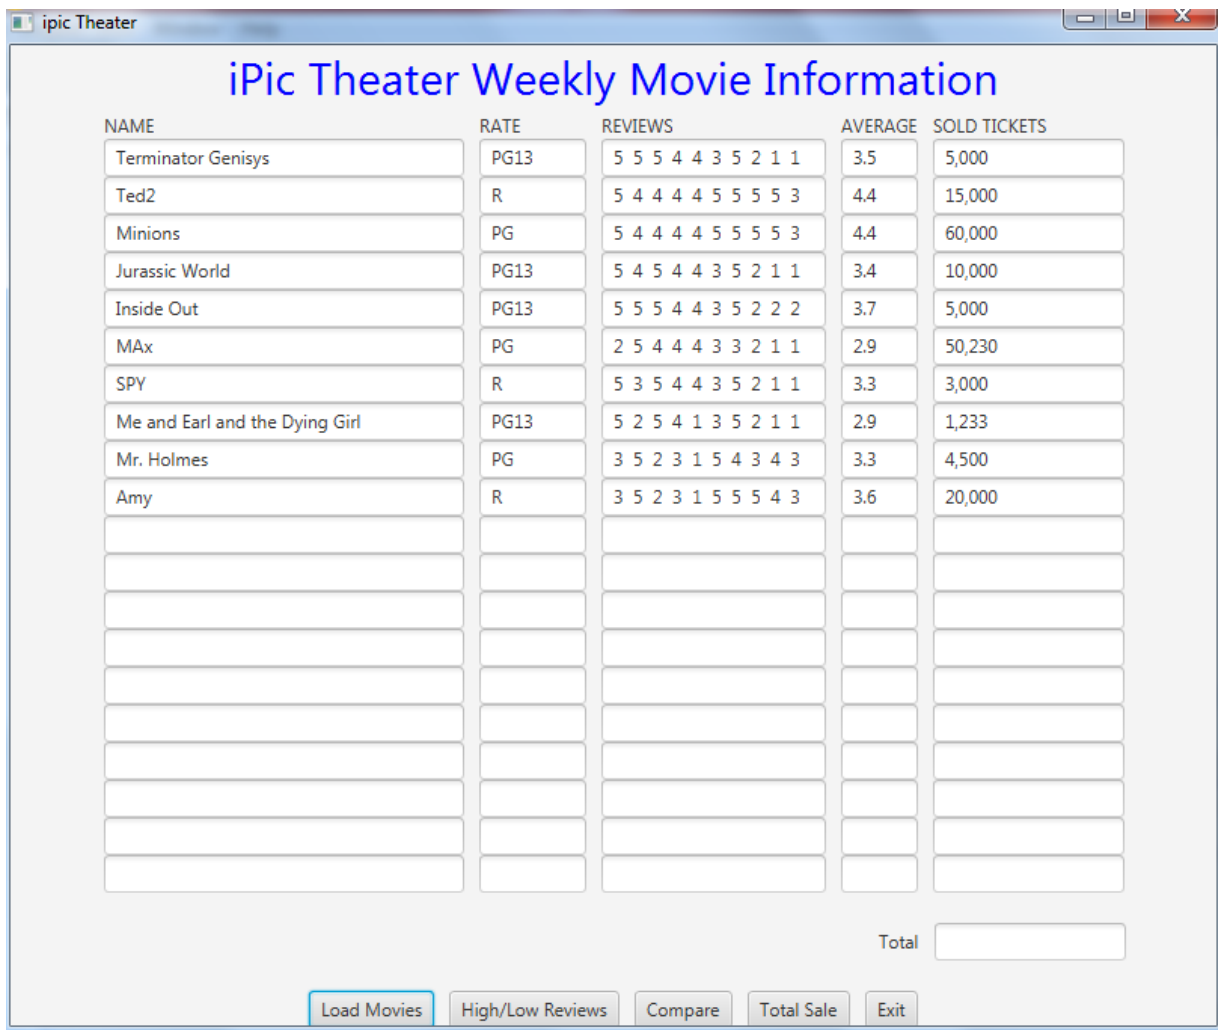 ipic Theater
iPic Theater Weekly Movie Information
NAME RATE REVIEWS AVERAGE SOLD TICKETS
Terminator Genisys PG13 5 5 5 4 4 3 5 2 1 1 3.5 5,000
Ted2 R 5 4 4 4 4 5 5 5 5 3 4.4 15,000
Minions PG 5 4 4 4 4 5 5 5 5 3 4.4 60,000
Jurassic World PG13 5 4 5 4 4 3 5 2 1 1 3.4 10,000
Inside Out PG13 5 5 5 4 4 3 5 2 2 2 3.7 5,000
MAx PG 2 5 4 4 4 3 3 2 1 1 2.9 50,230
SPY R 5 3 5 4 4 3 5 2 1 1 3.3 3,000
Me and Earl and the Dying Girl PG13 5 2 5 4 1 3 5 2 1 1 2.9 1,233
Mr. Holmes PG 3 5 2 3 1 5 4 3 4 3 3.3 4,500
Amy R 3 5 2 3 1 5 5 5 4 3 3.6 20,000
Total
Load Movies High/Low Reviews Compare Total Sale Exit